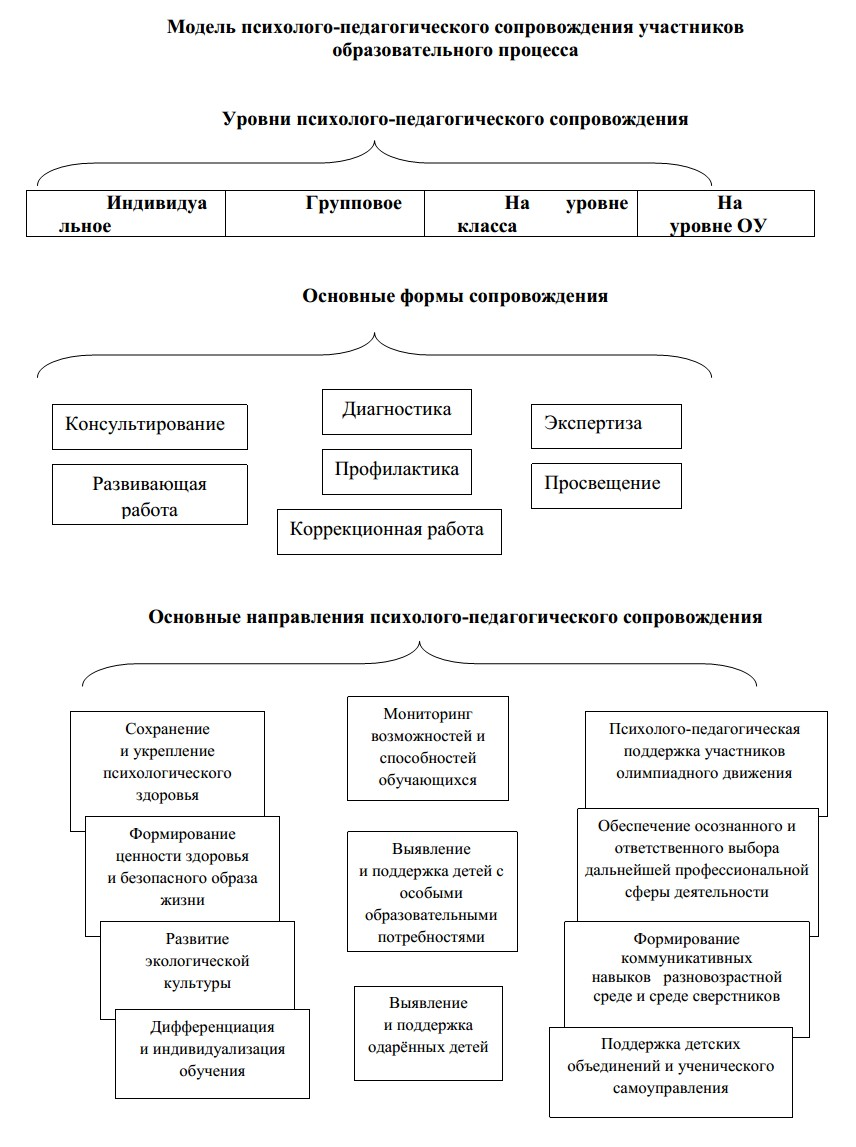 Модель психолого-педагогического сопровождения участников
образовательного процесса
Уровни психолого-педагогического сопровождения
Индивидуа
льное
Групповое
На уровне
класса
На
уровне ОУ
Основные формы сопровождения
Консультирование
Развивающая
работа
Диагностика
Профилактика
Коррекционная работа
Экспертиза
Просвещение
Основные направления психолого-педагогического сопровождения
Сохранение
и укрепление
психологического
здоровья
Формирование
ценности здоровья
и безопасного образа
жизни
Развитие
экологической
культуры
Дифференциация
и индивидуализация
обучения
Мониторинг
возможностей и
способностей
обучающихся
Выявление
и поддержка детей с
особыми
образовательными
потребностями
Выявление
и поддержка
одарённых детей
Психолого-педагогическая
поддержка участников
олимпиадного движения
Обеспечение осознанного и
ответственного выбора
дальнейшей профессиональной
сферы деятельности
Формирование
коммуникативных
навыков разновозрастной
среде и среде сверстников
Поддержка детских
объединений и ученического
самоуправления